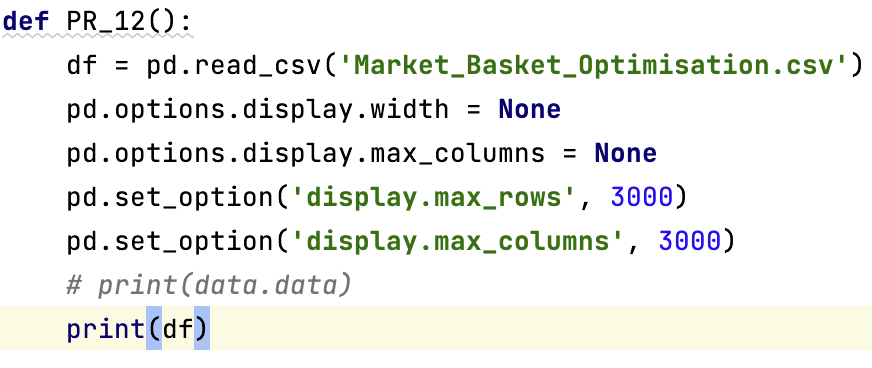 def PR_12():
    df = pd.read_csv('Market_Basket_Optimisation.csv')
    pd.options.display.width = None
    pd.options.display.max_columns = None
    pd.set_option('display.max_rows', 3000)
    pd.set_option('display.max_columns', 3000)
    # print(data.data)
    print(df)